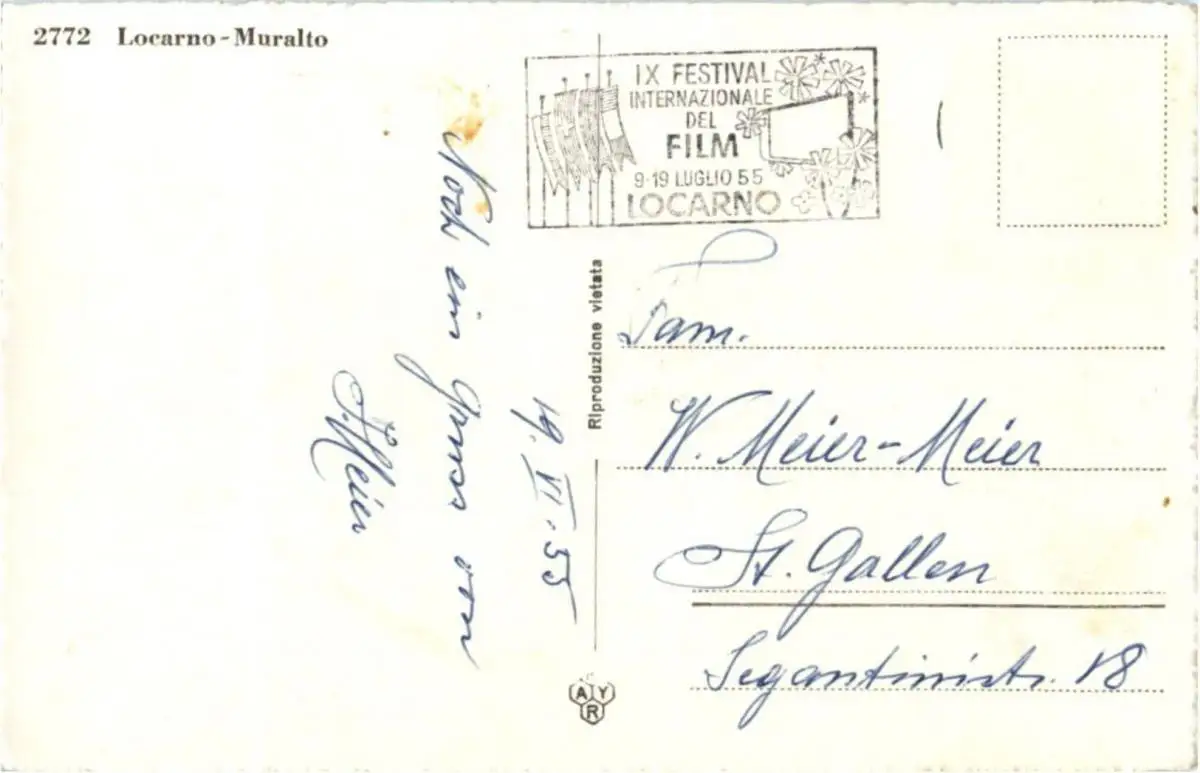 2772 Locarno-Muralto
IX FESTIVAL
INTERNAZIONALE
DEL
FILM
9-19 LUGLIO 55
LOCARNO
19. VI. 55
Noch ein Gruss von
J. Meier
Riproduzione vietata
Fam.
W. Meier-Meier
St. Gallen
Segantinistr. 18
A Y
R